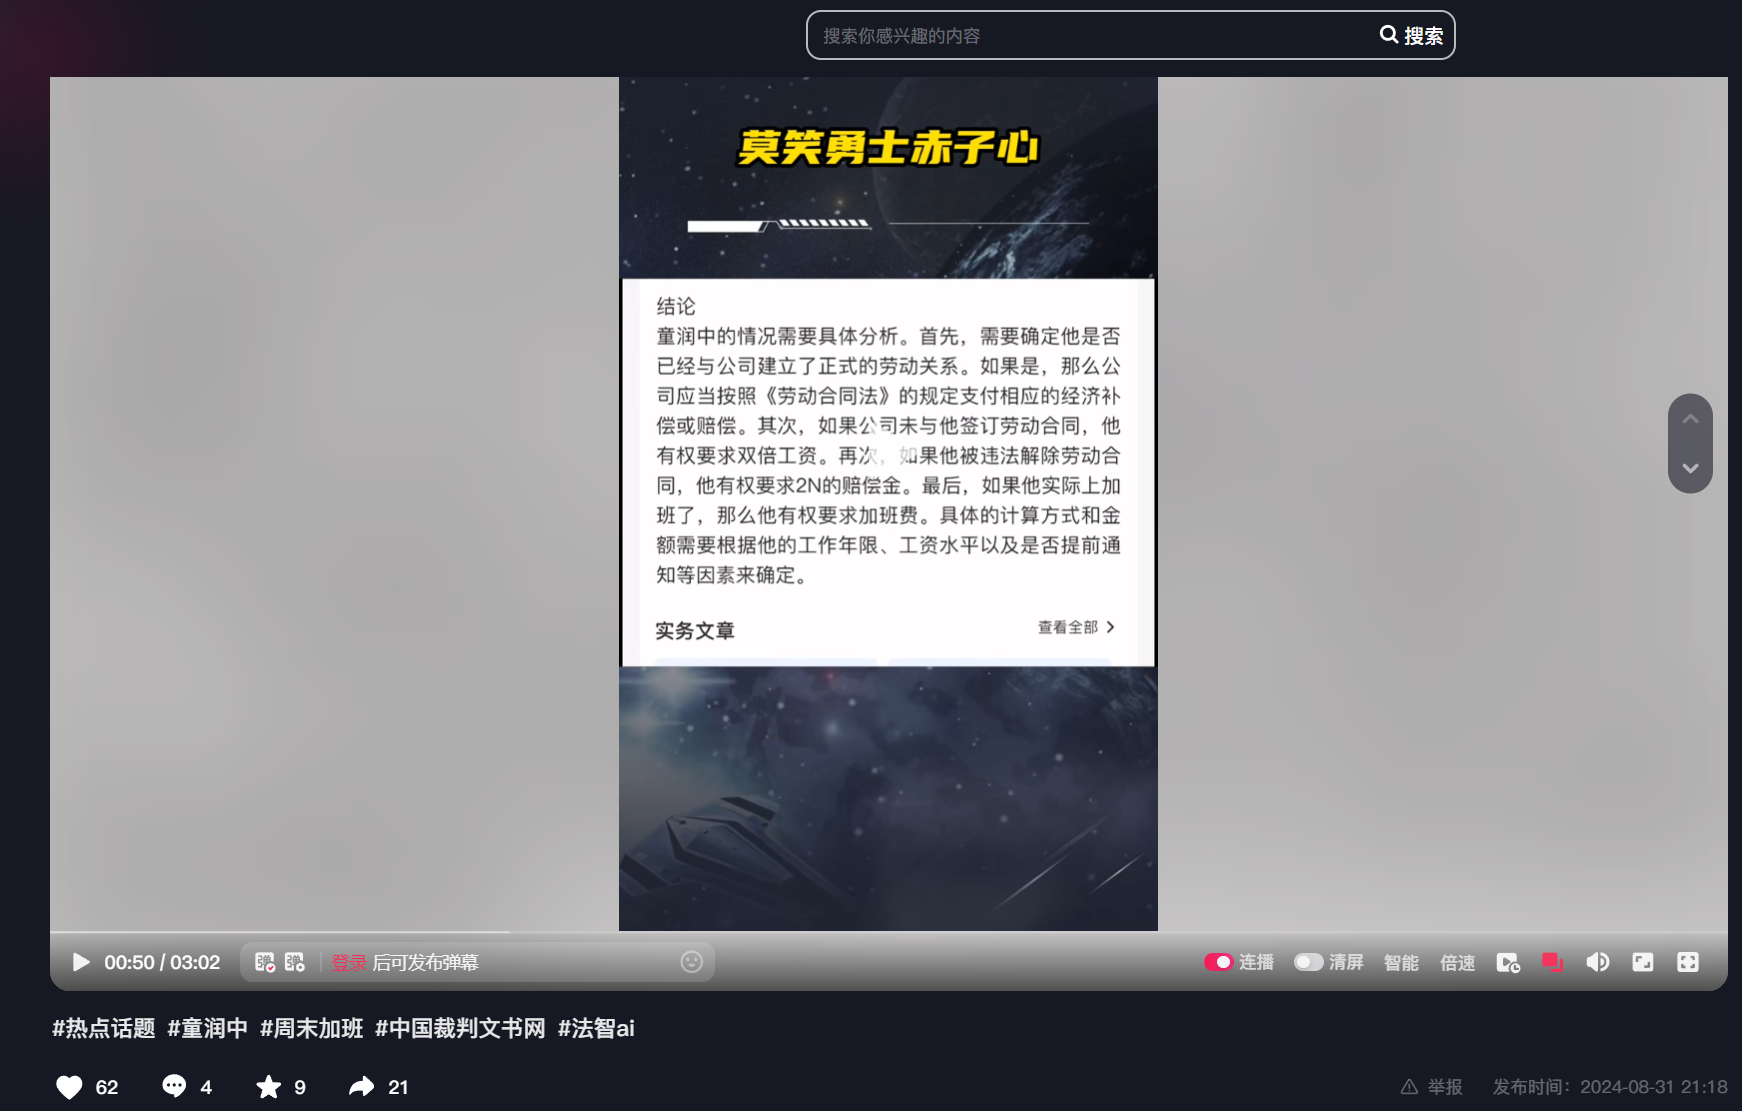 搜索你感兴趣的内容 搜索
莫笑勇士赤子心
结论
童润中的情况需要具体分析。首先，需要确定他是否
已经与公司建立了正式的劳动关系。如果是，那么公
司应当按照《劳动合同法》的规定支付相应的经济补
偿或赔偿。其次，如果公司未与他签订劳动合同，他
有权要求双倍工资。再次，如果他被违法解除劳动合
同，他有权要求2N的赔偿金。最后，如果他实际上加
班了，那么他有权要求加班费。具体的计算方式和金
额需要根据他的工作年限、工资水平以及是否提前通
知等因素来确定。
实务文章 查看全部
00:50 / 03:02 弹 弹 登录 后可发布弹幕 连播 清屏 智能 倍速
#热点话题 #童润中 #周末加班 #中国裁判文书网 #法智ai
62 4 9 21 举报 发布时间：2024-08-31 21:18